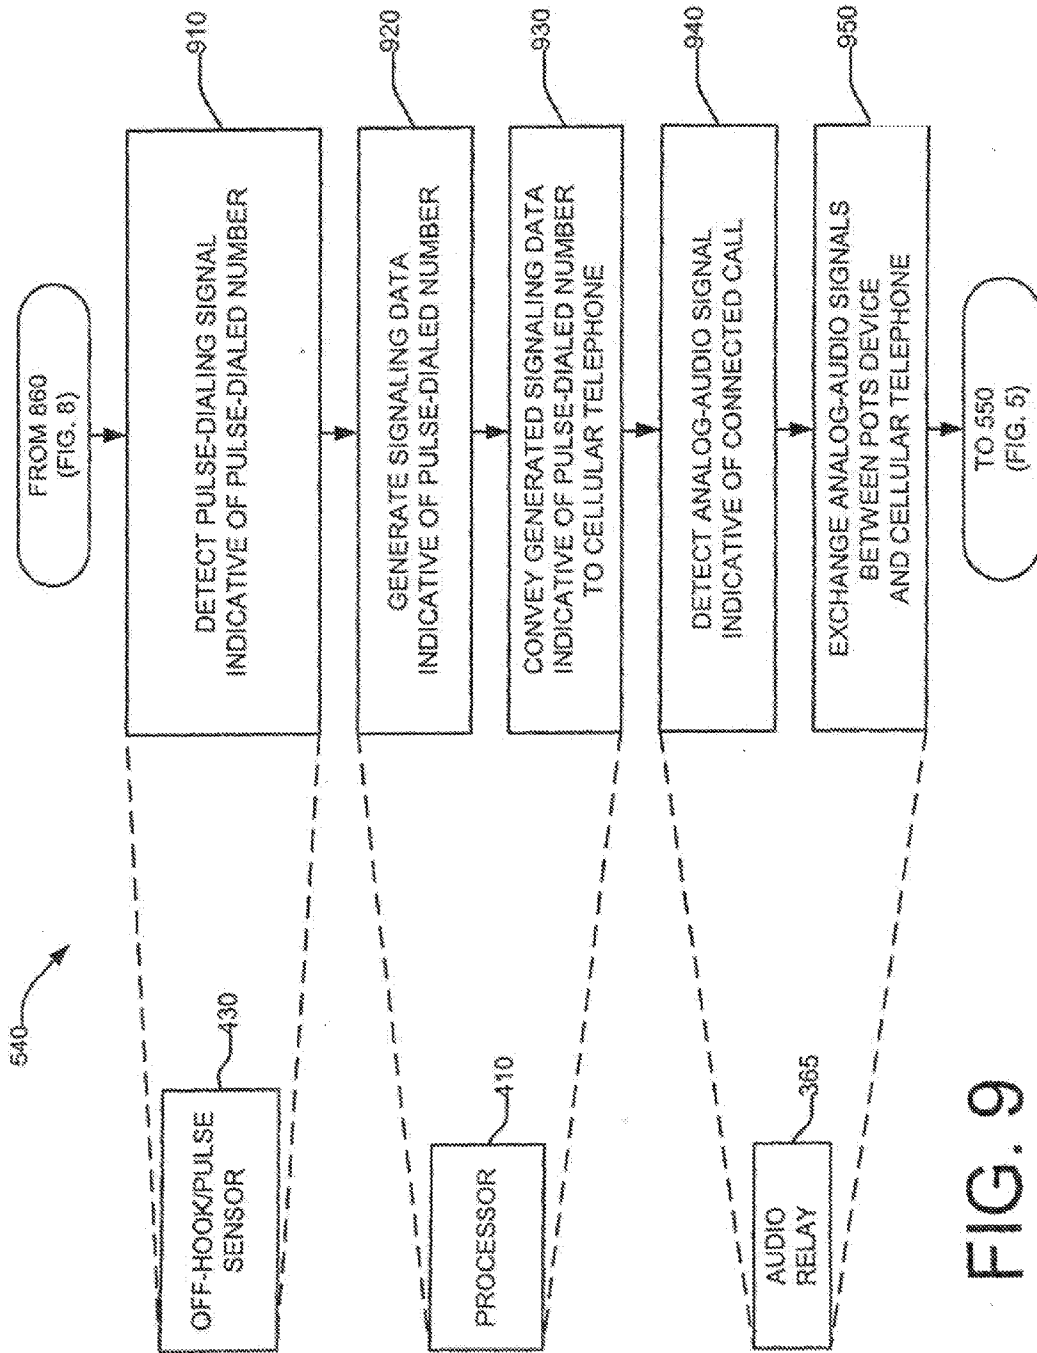 540
FROM 860
(FIG. 8)
910
DETECT PULSE-DIALING SIGNAL
INDICATIVE OF PULSE-DIALED NUMBER
430
OFF-HOOK/PULSE
SENSOR
920
GENERATE SIGNALING DATA
INDICATIVE OF PULSE-DIALED NUMBER
930
CONVEY GENERATED SIGNALING DATA
INDICATIVE OF PULSE-DIALED NUMBER
TO CELLULAR TELEPHONE
410
PROCESSOR
940
DETECT ANALOG-AUDIO SIGNAL
INDICATIVE OF CONNECTED CALL
950
EXCHANGE ANALOG-AUDIO SIGNALS
BETWEEN POTS DEVICE
AND CELLULAR TELEPHONE
365
AUDIO
RELAY
TO 550
(FIG. 5)
FIG. 9